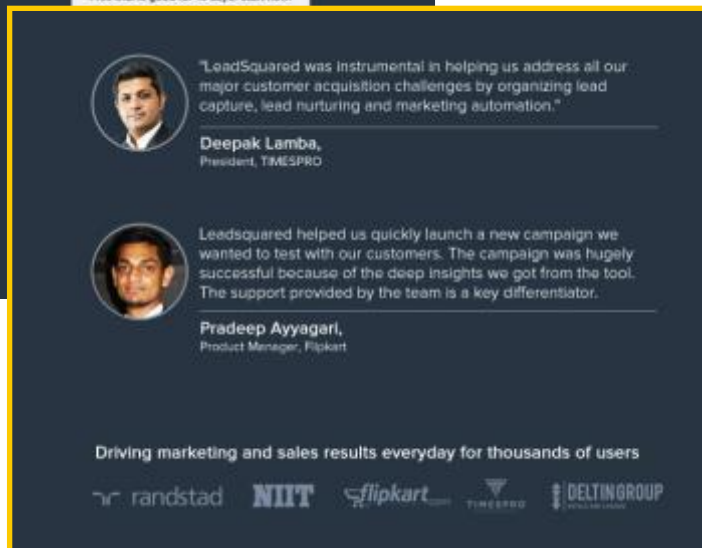 "LeadSquared was instrumental in helping us address all our
major customer acquisition challenges by organizing lead
capture, lead nurturing and marketing automation."
Deepak Lamba,
President, TIMESPRO
Leadsquared helped us quickly launch a new campaign we
wanted to test with our customers. The campaign was hugely
successful because of the deep insights we got from the tool.
The support provided by the team is a key differentiator.
Pradeep Ayyagari,
Product Manager, Flipkart
Driving marketing and sales results everyday for thousands of users
randstad NIIT flipkart TIMESPRO DELTINGROUP